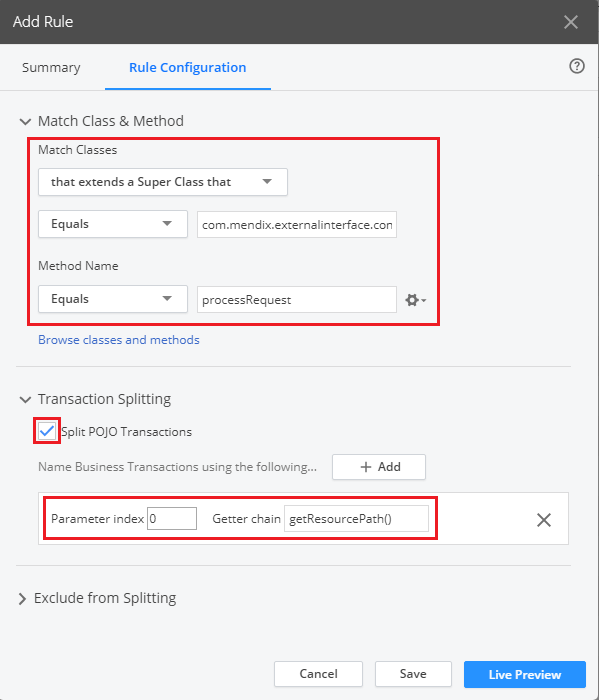 Add Rule
Summary Rule Configuration
Match Class & Method
Match Classes
that extends a Super Class that
Equals com.mendix.externalinterface.con
Method Name
Equals processRequest
Browse classes and methods
Transaction Splitting
Split POJO Transactions
Name Business Transactions using the following... + Add
Parameter index 0 Getter chain getResourcePath()
Exclude from Splitting
Cancel Save Live Preview